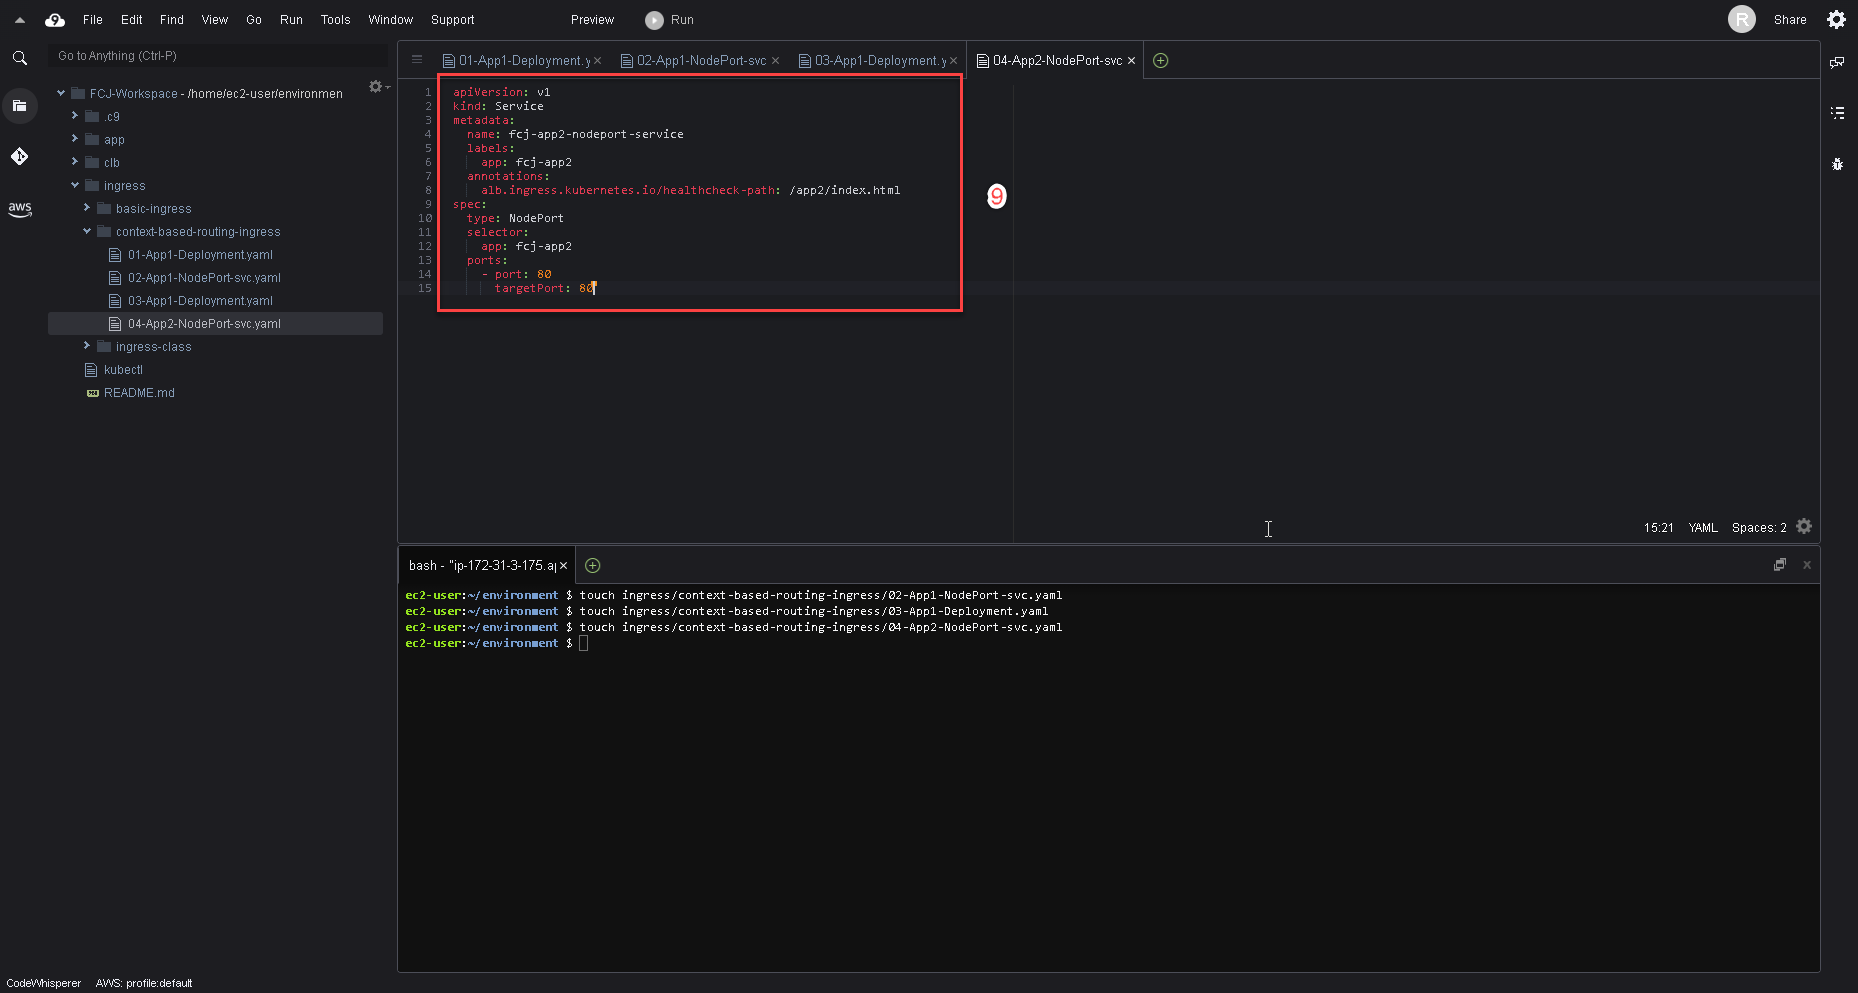 File Edit Find View Go Run Tools Window Support Preview Run R Share
Go to Anything (Ctrl-P)
FCJ-Workspace - /home/ec2-user/environmen
.c9
app
clb
ingress
basic-ingress
context-based-routing-ingress
01-App1-Deployment.yaml
02-App1-NodePort-svc.yaml
03-App1-Deployment.yaml
04-App2-NodePort-svc.yaml
ingress-class
kubectl
README.md
aws
01-App1-Deployment.y 02-App1-NodePort-svc 03-App1-Deployment.y 04-App2-NodePort-svc
1 apiVersion: v1
2 kind: Service
3 metadata:
4 name: fcj-app2-nodeport-service
5 labels:
6 app: fcj-app2
7 annotations:
8 alb.ingress.kubernetes.io/healthcheck-path: /app2/index.html
9 spec:
10 type: NodePort
11 selector:
12 app: fcj-app2
13 ports:
14 - port: 80
15 targetPort: 80
9
15:21 YAML Spaces: 2
bash - "ip-172-31-3-175.ap
ec2-user:~/environment $ touch ingress/context-based-routing-ingress/02-App1-NodePort-svc.yaml
ec2-user:~/environment $ touch ingress/context-based-routing-ingress/03-App1-Deployment.yaml
ec2-user:~/environment $ touch ingress/context-based-routing-ingress/04-App2-NodePort-svc.yaml
ec2-user:~/environment $
CodeWhisperer AWS: profile:default